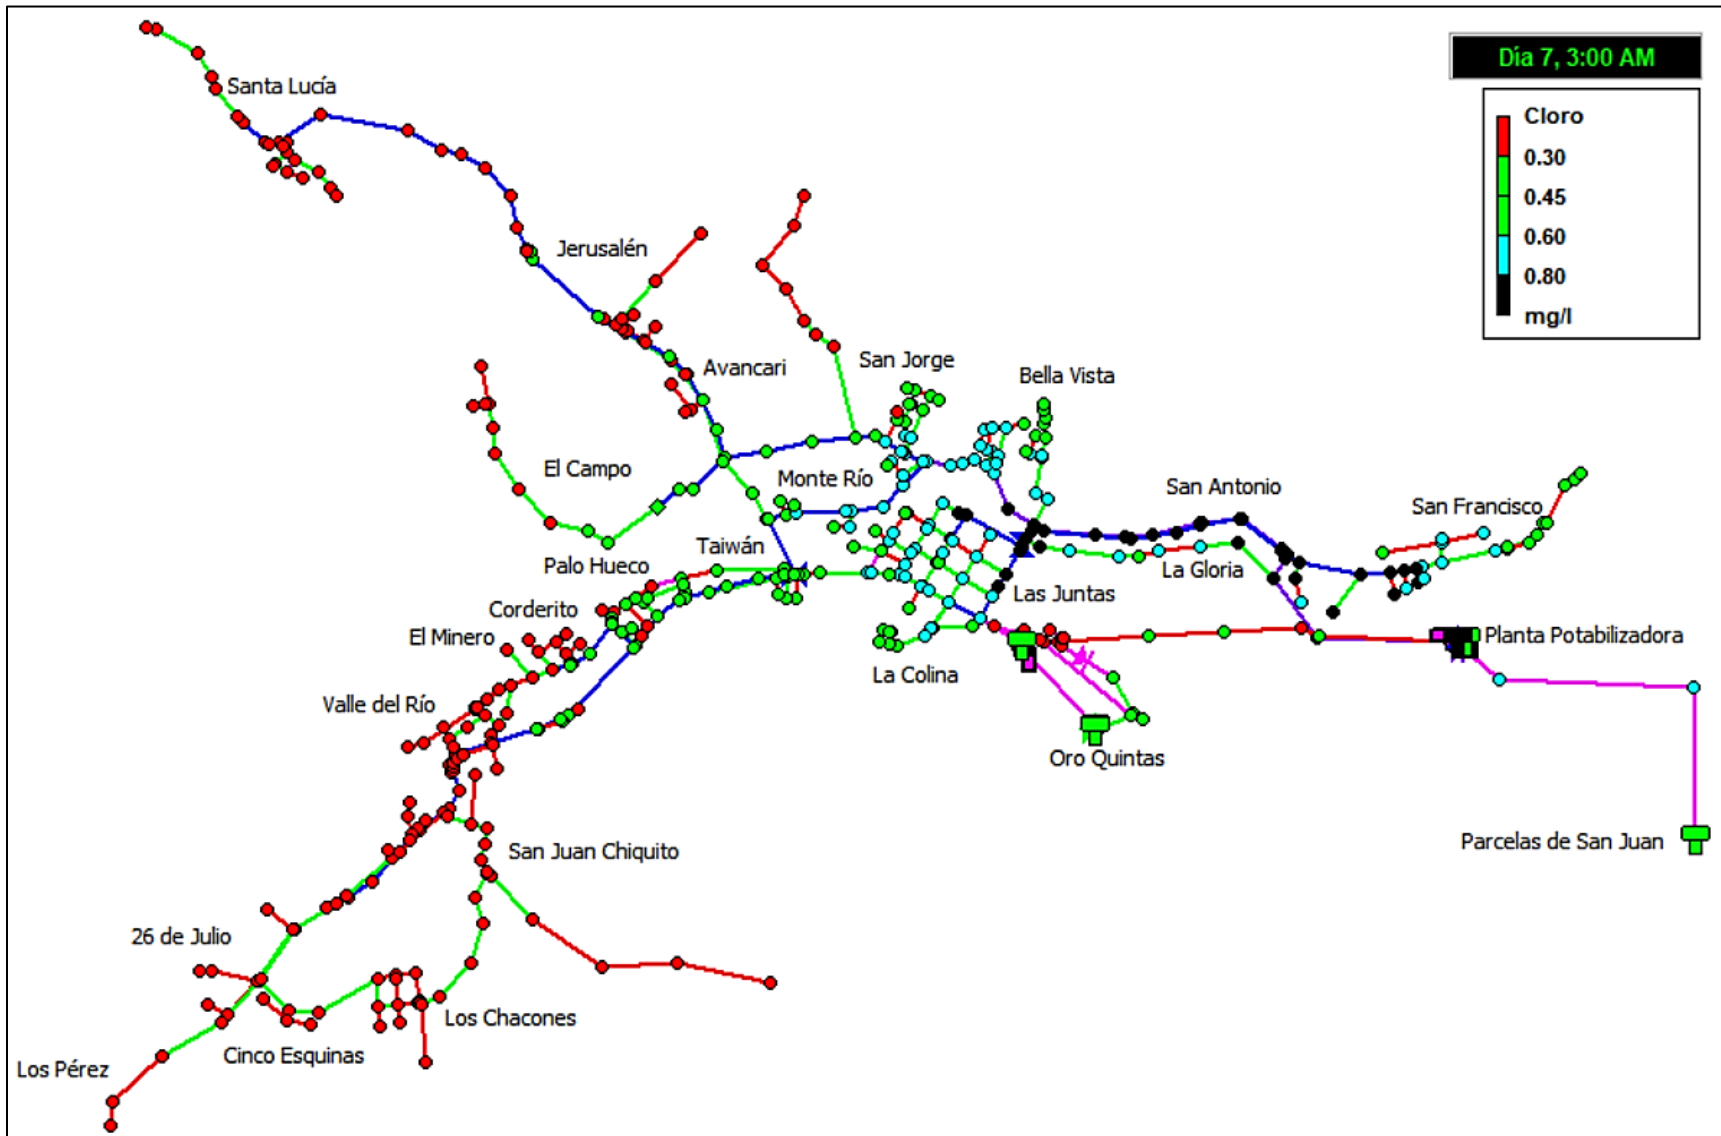 Día 7, 3:00 AM
Cloro
0.30
0.45
0.60
0.80
mg/l
Santa Lucía
Jerusalén
Avancari
San Jorge
Bella Vista
El Campo
Monte Río
San Antonio
San Francisco
Taiwán
Palo Hueco
La Gloria
Corderito
Las Juntas
El Minero
Planta Potabilizadora
La Colina
Valle del Río
Oro Quintas
San Juan Chiquito
Parcelas de San Juan
26 de Julio
Los Chacones
Cinco Esquinas
Los Pérez